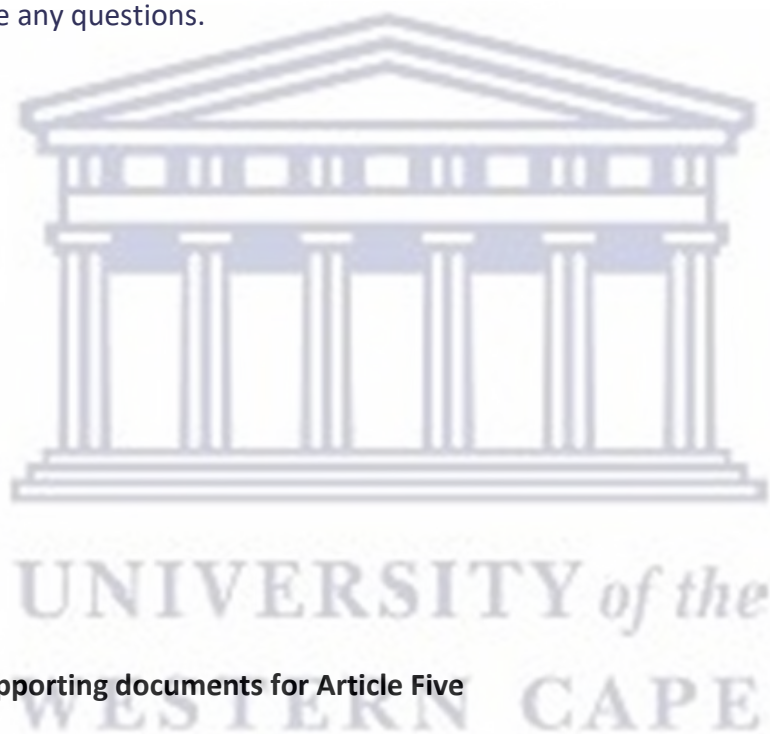 any questions.
UNIVERSITY of the
pporting documents for Article Five
WESTERN CAPE